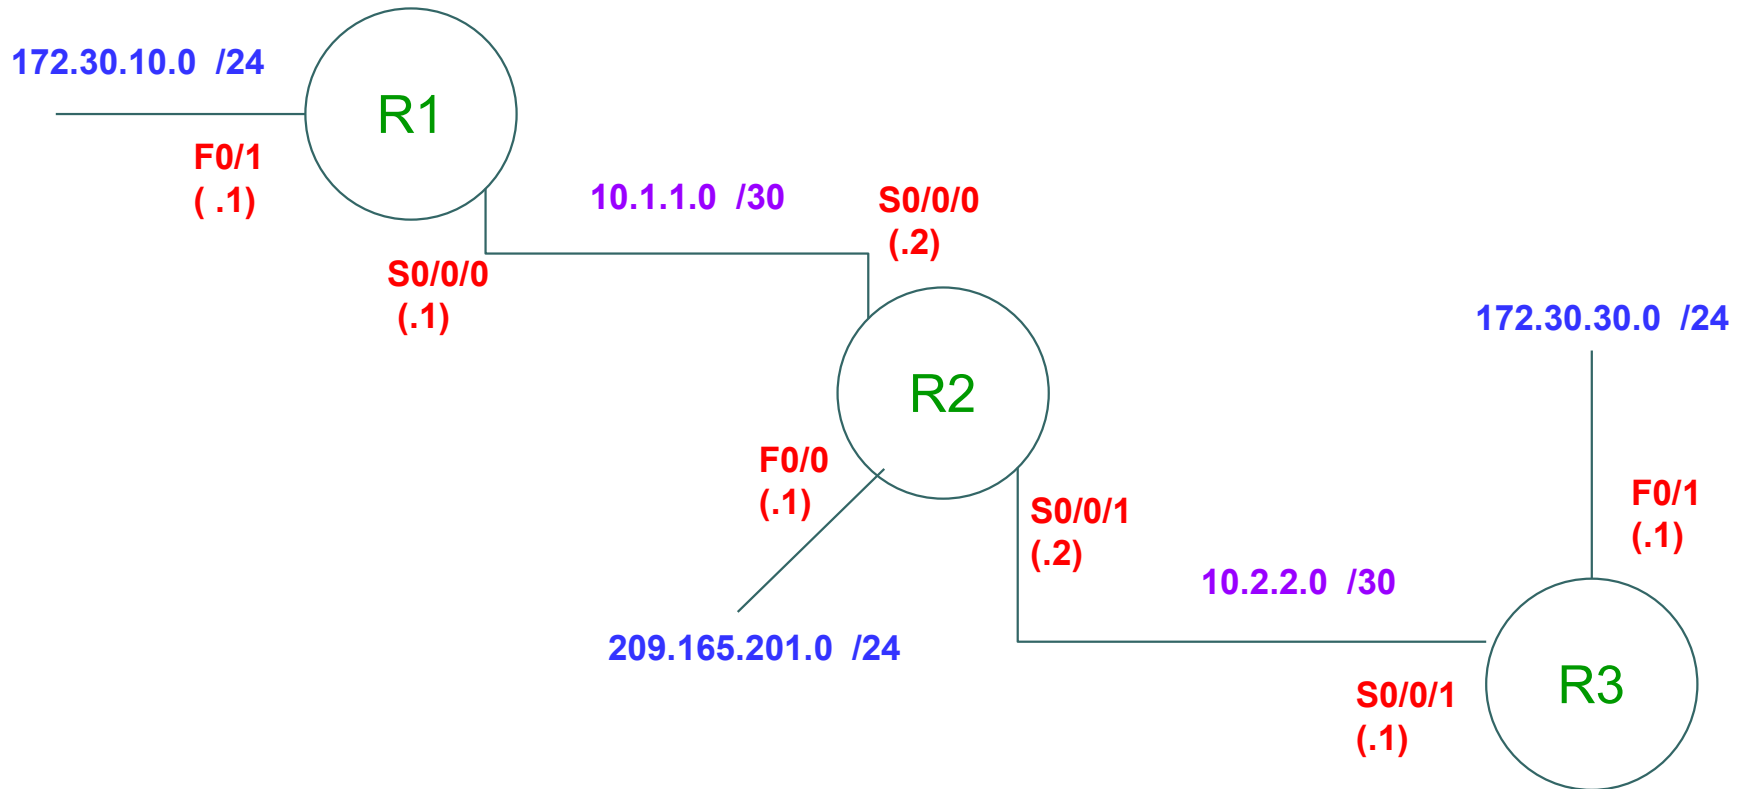 172.30.10.0 /24
R1
F0/1
( .1)
10.1.1.0 /30
S0/0/0
(.2)
S0/0/0
(.1)
172.30.30.0 /24
R2
F0/0
(.1)
S0/0/1
(.2)
F0/1
(.1)
10.2.2.0 /30
209.165.201.0 /24
S0/0/1
(.1)
R3